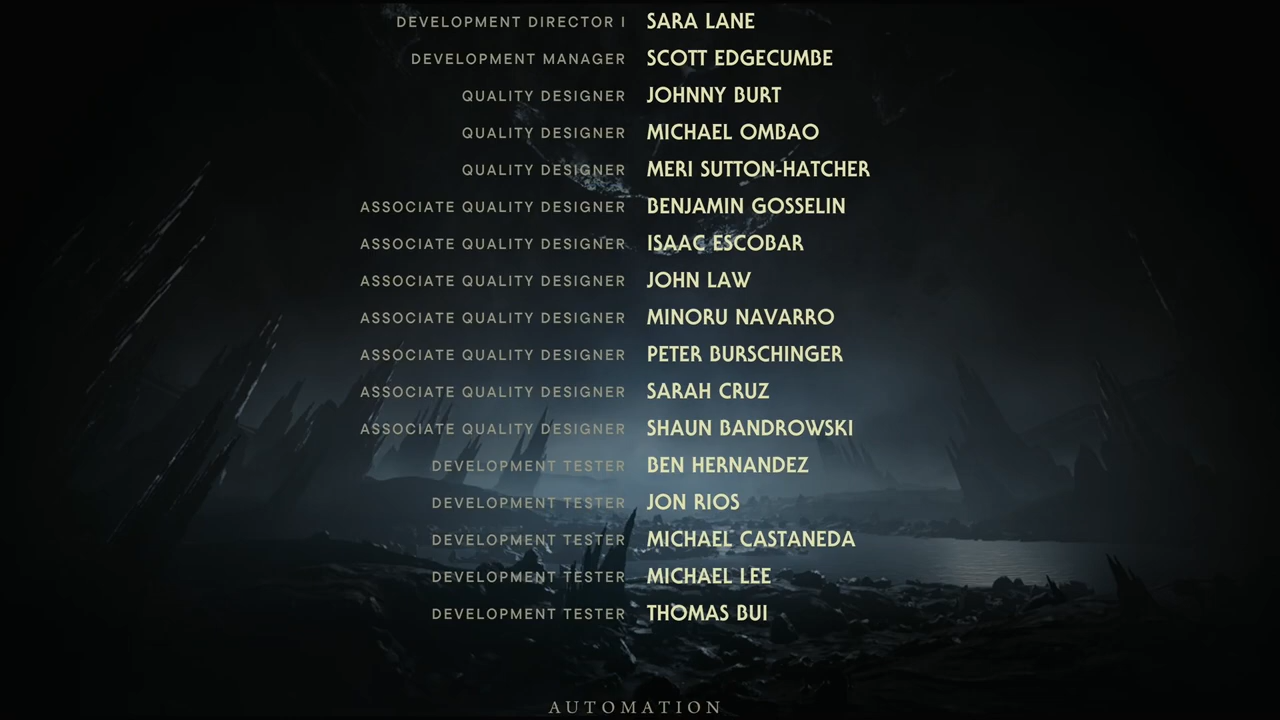 DEVELOPMENT DIRECTOR I SARA LANE
DEVELOPMENT MANAGER SCOTT EDGECUMBE
QUALITY DESIGNER JOHNNY BURT
QUALITY DESIGNER MICHAEL OMBAO
QUALITY DESIGNER MERI SUTTON-HATCHER
ASSOCIATE QUALITY DESIGNER BENJAMIN GOSSELIN
ASSOCIATE QUALITY DESIGNER ISAAC ESCOBAR
ASSOCIATE QUALITY DESIGNER JOHN LAW
ASSOCIATE QUALITY DESIGNER MINORU NAVARRO
ASSOCIATE QUALITY DESIGNER PETER BURSCHINGER
ASSOCIATE QUALITY DESIGNER SARAH CRUZ
ASSOCIATE QUALITY DESIGNER SHAUN BANDROWSKI
DEVELOPMENT TESTER BEN HERNANDEZ
DEVELOPMENT TESTER JON RIOS
DEVELOPMENT TESTER MICHAEL CASTANEDA
DEVELOPMENT TESTER MICHAEL LEE
DEVELOPMENT TESTER THOMAS BUI
AUTOMATION